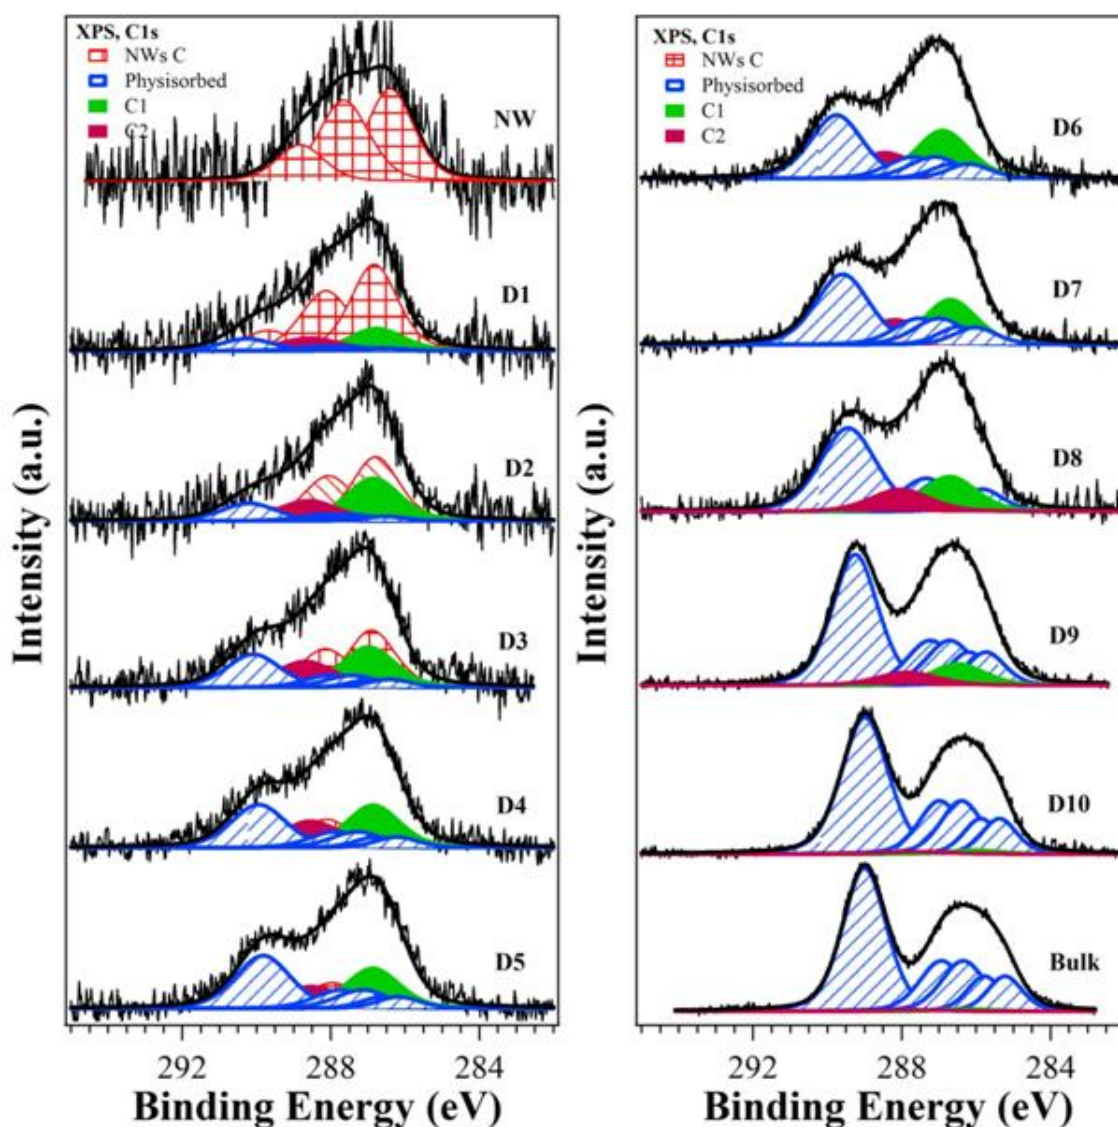 XPS, C1s
NWs C
Physisorbed
C1
C2
NW
D1
D2
D3
D4
D5
292
288
284
Binding Energy (eV)
Intensity (a.u.)
XPS, C1s
NWs C
Physisorbed
C1
C2
D6
D7
D8
D9
D10
Bulk
292
288
284
Binding Energy (eV)
Intensity (a.u.)